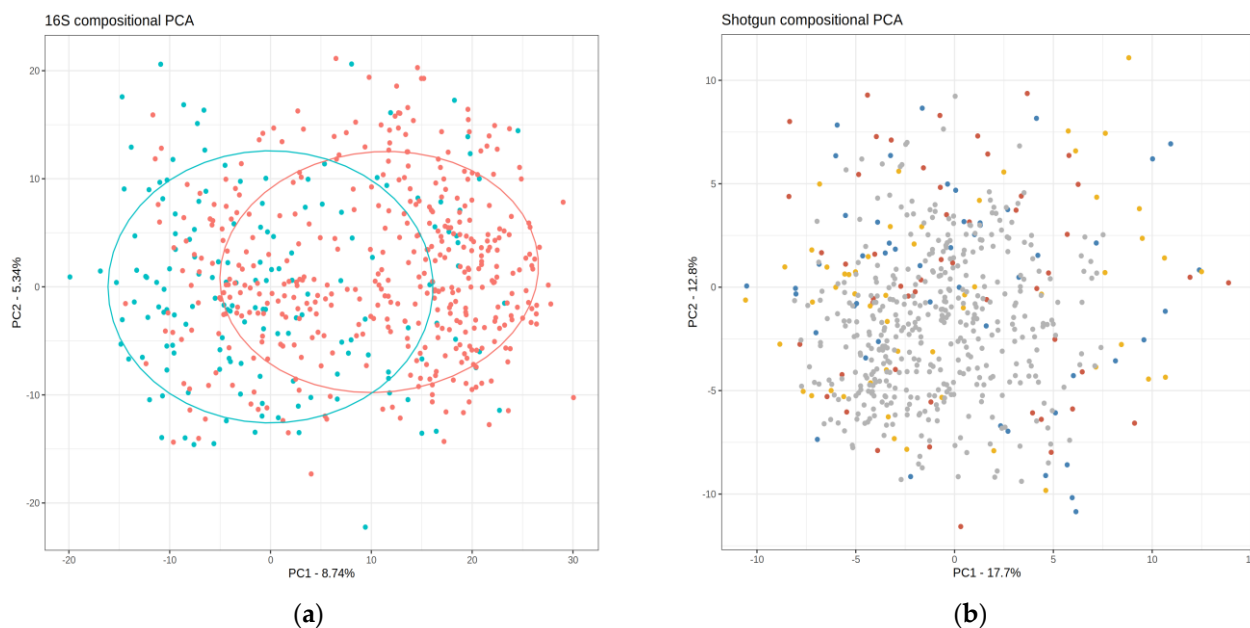 16S compositional PCA
20
10
0
-10
-20
PC2 - 5.34%
-20 -10 0 10 20 30
PC1 - 8.74%
(a)
Shotgun compositional PCA
10
5
0
-5
-10
PC2 - 12.8%
-10 -5 0 5 10
PC1 - 17.7%
(b)